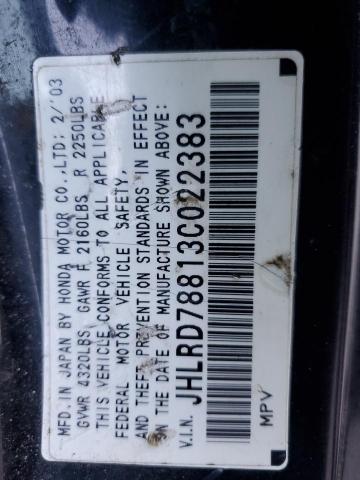 MFD.IN JAPAN BY HONDA MOTOR CO.,LTD; 2/'03
GVWR 4320LBS GAWR F 2160LBS R 2250LBS
THIS VEHICLE CONFORMS TO ALL APPLICABLE
FEDERAL MOTOR VEHICLE SAFETY,
AND THEFT PREVENTION STANDARDS IN EFFECT
ON THE DATE OF MANUFACTURE SHOWN ABOVE.
V.I.N. JHLRD78813C022383
MPV